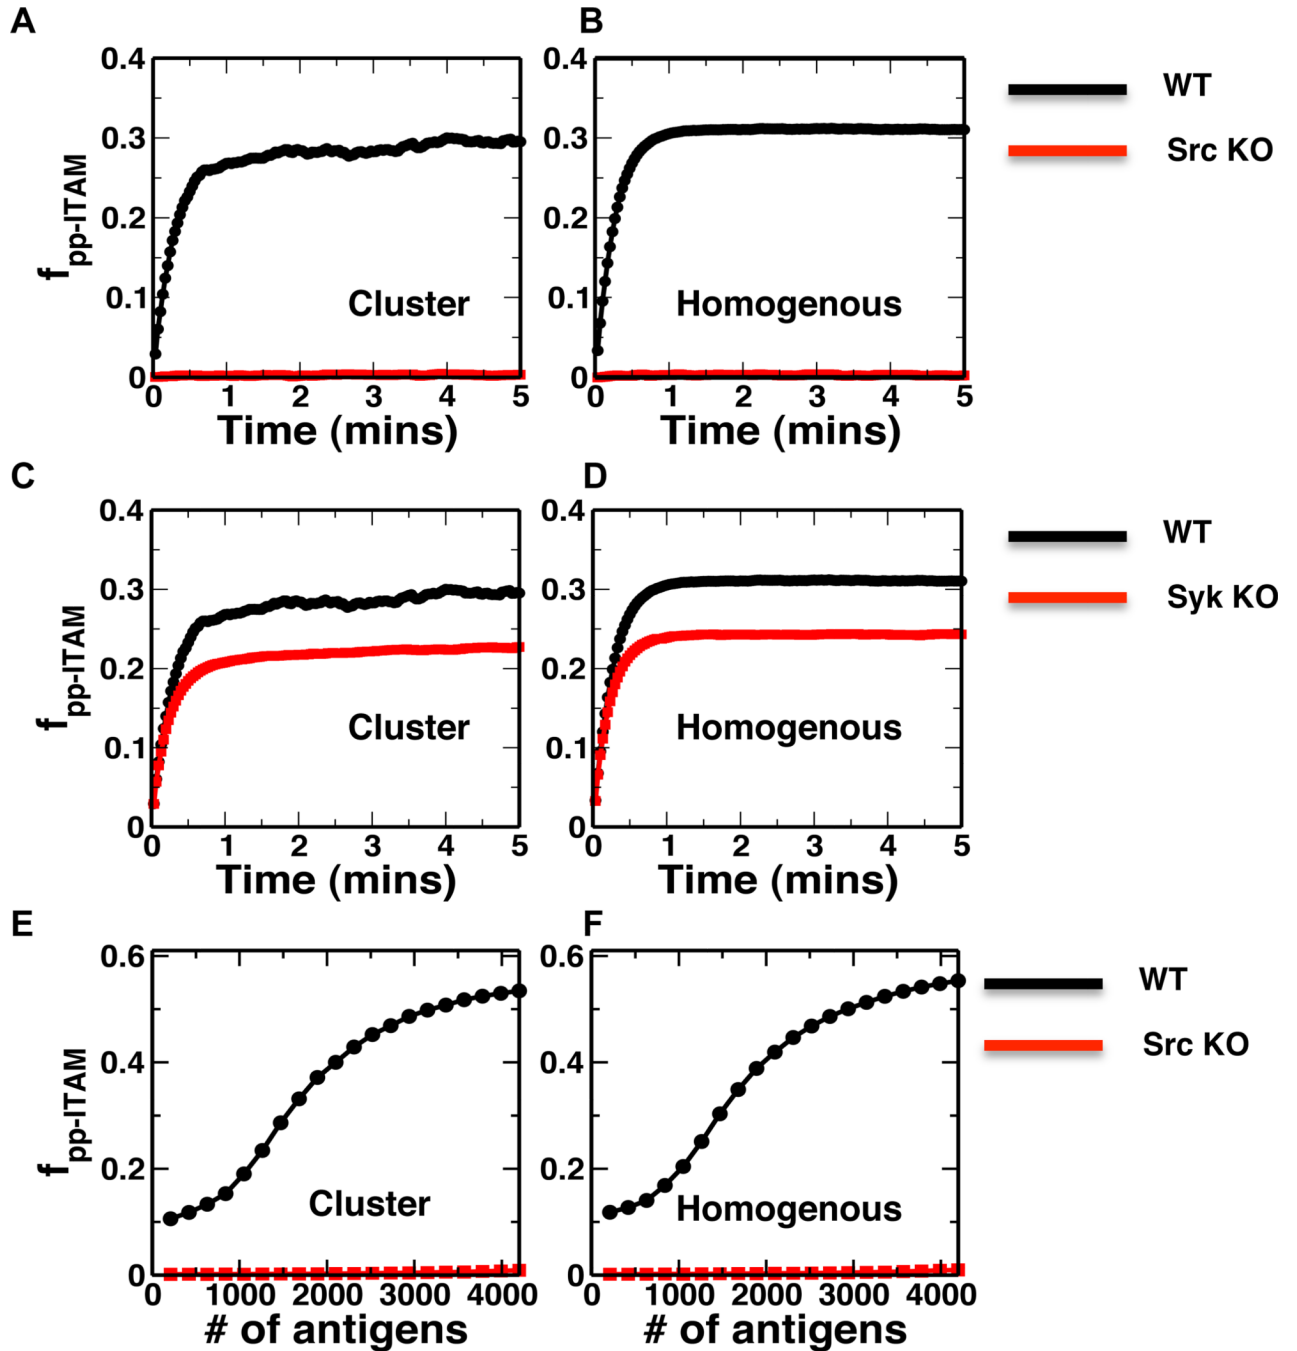 A
B
0.4
0.3
0.2
0.1
0
f pp-ITAM
Cluster
0 1 2 3 4 5
Time (mins)
0.4
0.3
0.2
0.1
0
Homogenous
0 1 2 3 4 5
Time (mins)
WT
Src KO
C
D
0.4
0.3
0.2
0.1
0
f pp-ITAM
Cluster
0 1 2 3 4 5
Time (mins)
0.4
0.3
0.2
0.1
0
Homogenous
0 1 2 3 4 5
Time (mins)
WT
Syk KO
E
F
0.6
0.4
0.2
0
f pp-ITAM
Cluster
0 1000 2000 3000 4000
# of antigens
0.6
0.4
0.2
0
Homogenous
0 1000 2000 3000 4000
# of antigens
WT
Src KO